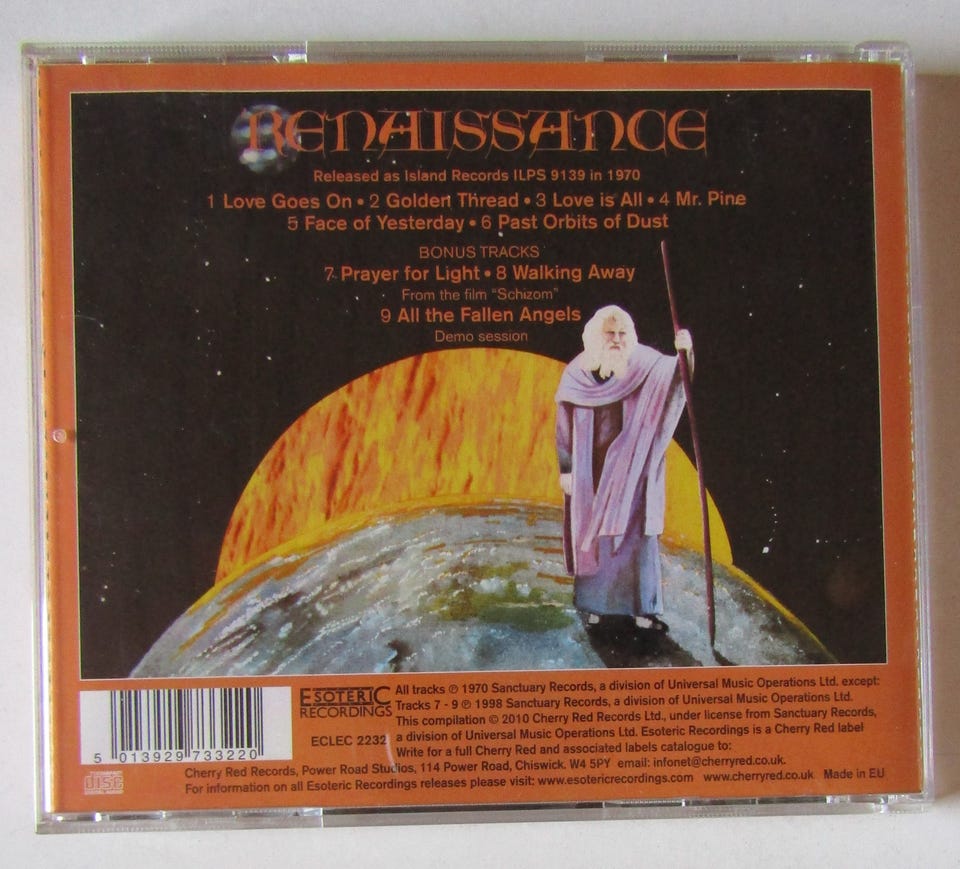 RENAISSANCE
Released as Island Records ILPS 9139 in 1970
1 Love Goes On • 2 Golden Thread • 3 Love is All • 4 Mr. Pine
5 Face of Yesterday • 6 Past Orbits of Dust
BONUS TRACKS
7 Prayer for Light • 8 Walking Away
From the film "Schizom"
9 All the Fallen Angels
Demo session
5 013929 733220
ESOTERIC
RECORDINGS
ECLEC 2232
All tracks ℗ 1970 Sanctuary Records, a division of Universal Music Operations Ltd. except:
Tracks 7 - 9 ℗ 1998 Sanctuary Records, a division of Universal Music Operations Ltd.
This compilation © 2010 Cherry Red Records Ltd., under license from Sanctuary Records,
a division of Universal Music Operations Ltd. Esoteric Recordings is a Cherry Red label
Write for a full Cherry Red and associated labels catalogue to:
Cherry Red Records, Power Road Studios, 114 Power Road, Chiswick. W4 5PY email: infonet@cherryred.co.uk.
For information on all Esoteric Recordings releases please visit: www.esotericrecordings.com www.cherryred.co.uk Made in EU
COMPACT
disc
DIGITAL AUDIO